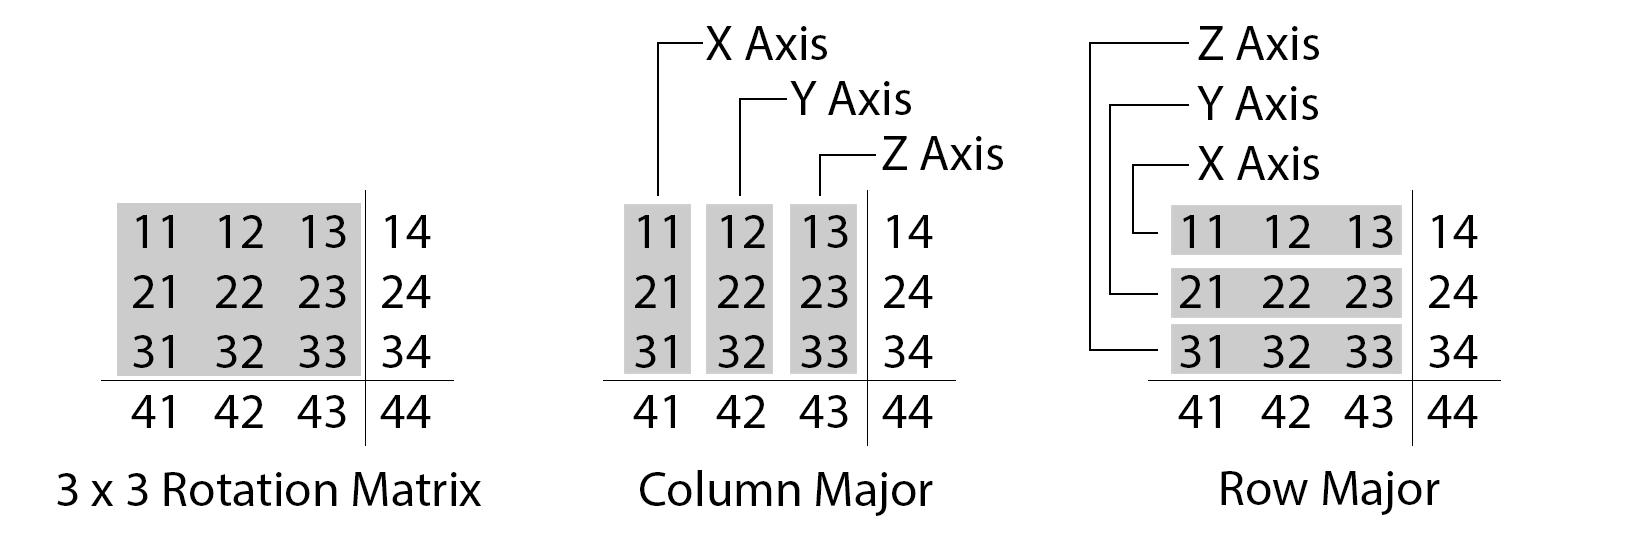 X Axis
Y Axis
Z Axis
Z Axis
Y Axis
X Axis
11 12 13 14
21 22 23 24
31 32 33 34
41 42 43 44
3 x 3 Rotation Matrix
11 12 13 14
21 22 23 24
31 32 33 34
41 42 43 44
Column Major
11 12 13 14
21 22 23 24
31 32 33 34
41 42 43 44
Row Major